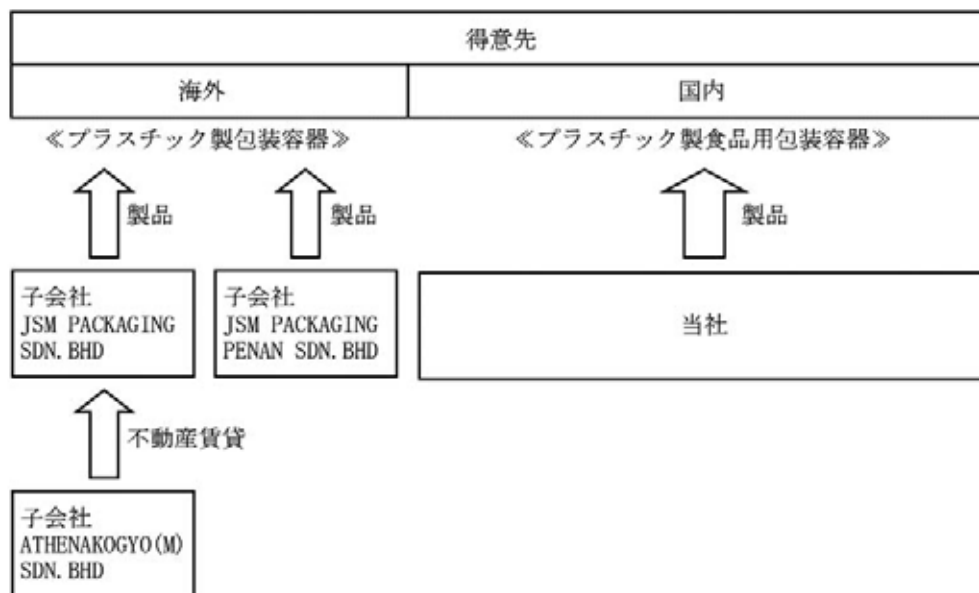 得意先
海外
国内
≪プラスチック製包装容器≫
≪プラスチック製食品用包装容器≫
製品
製品
製品
子会社
JSM PACKAGING
SDN.BHD
子会社
JSM PACKAGING
PENAN SDN.BHD
当社
不動産賃貸
子会社
ATHENAKOGYO(M)
SDN.BHD